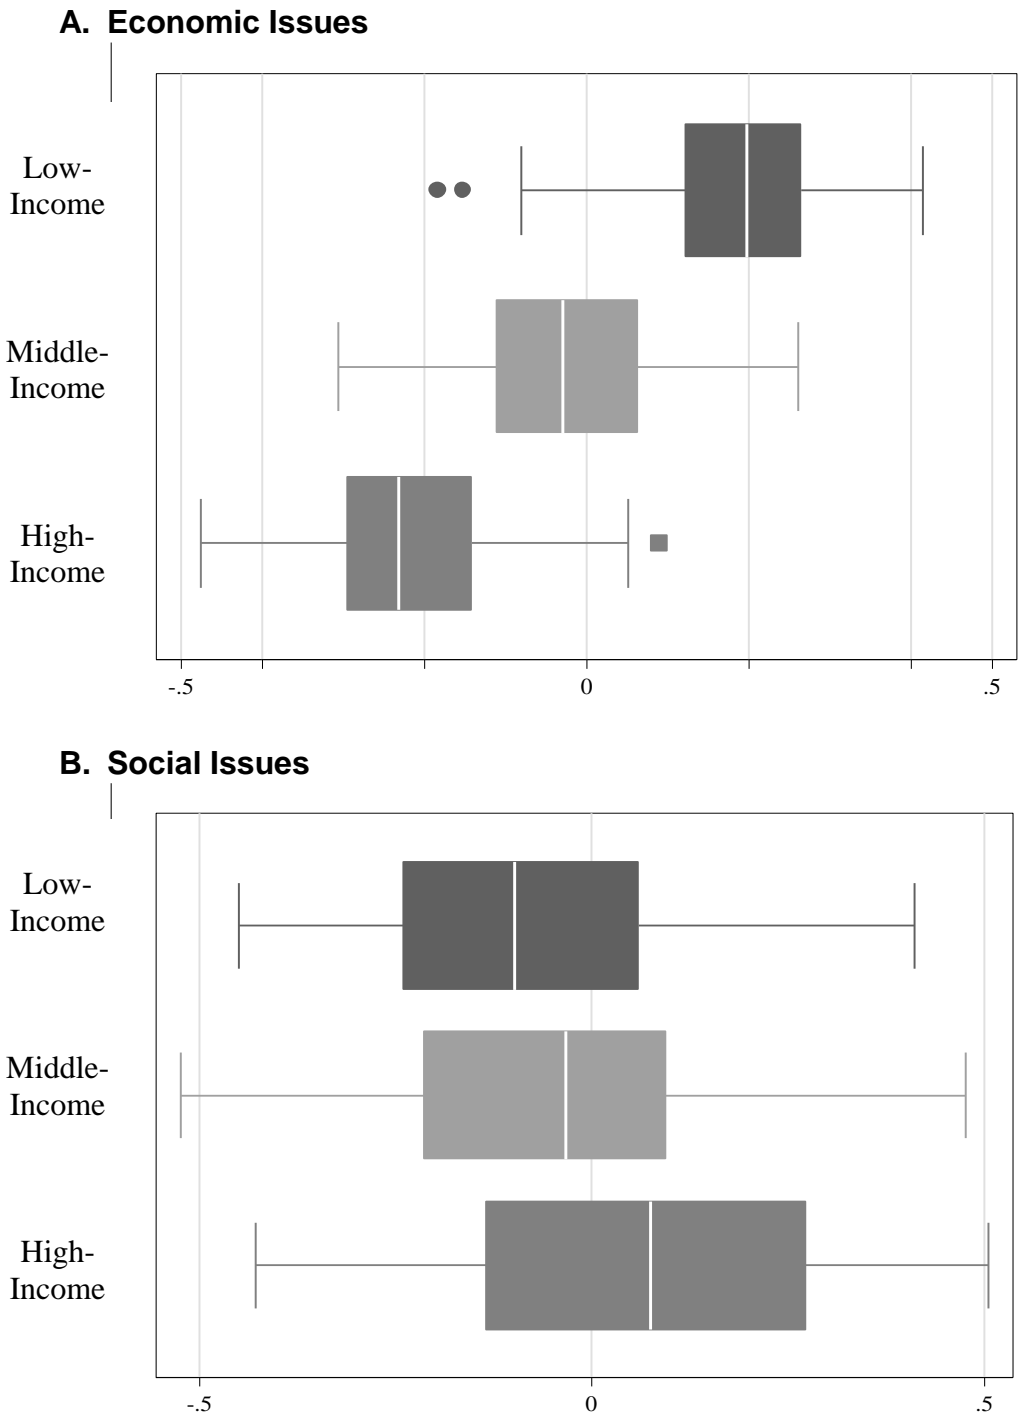 A. Economic Issues
Low-
Income
Middle-
Income
High-
Income
-.5 0 .5
B. Social Issues
Low-
Income
Middle-
Income
High-
Income
-.5 0 .5